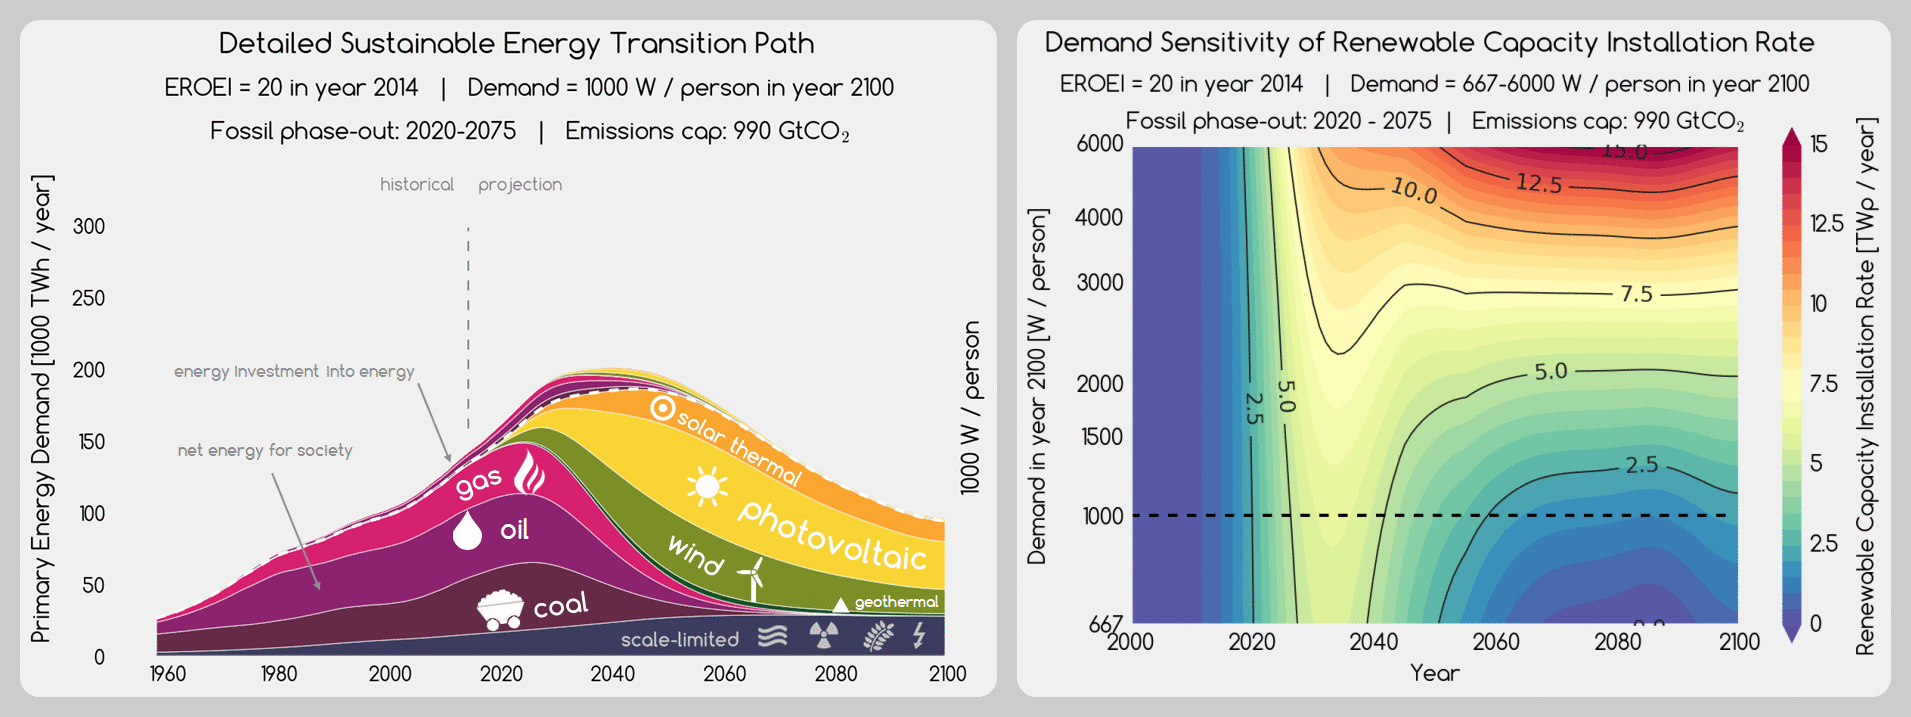 Detailed Sustainable Energy Transition Path
EROEI = 20 in year 2014 | Demand = 1000 W / person in year 2100
Fossil phase-out: 2020-2075 | Emissions cap: 990 GtCO₂
historical projection
Primary Energy Demand [1000 TWh / year]
300
250
200
150
100
50
0
energy investment into energy
net energy for society
gas
oil
coal
solar thermal
photovoltaic
wind
geothermal
scale-limited
1000 W / person
1960 1980 2000 2020 2040 2060 2080 2100
Demand Sensitivity of Renewable Capacity Installation Rate
EROEI = 20 in year 2014 | Demand = 667-6000 W / person in year 2100
Fossil phase-out: 2020 - 2075 | Emissions cap: 990 GtCO₂
Demand in year 2100 [W / person]
6000
4000
3000
2000
1500
1000
667
15.0
12.5
10.0
7.5
5.0
2.5
5.0
2.5
0.0
2000 2020 2040 2060 2080 2100
Year
15
12.5
10
7.5
5
2.5
0
Renewable Capacity Installation Rate [TWp / year]